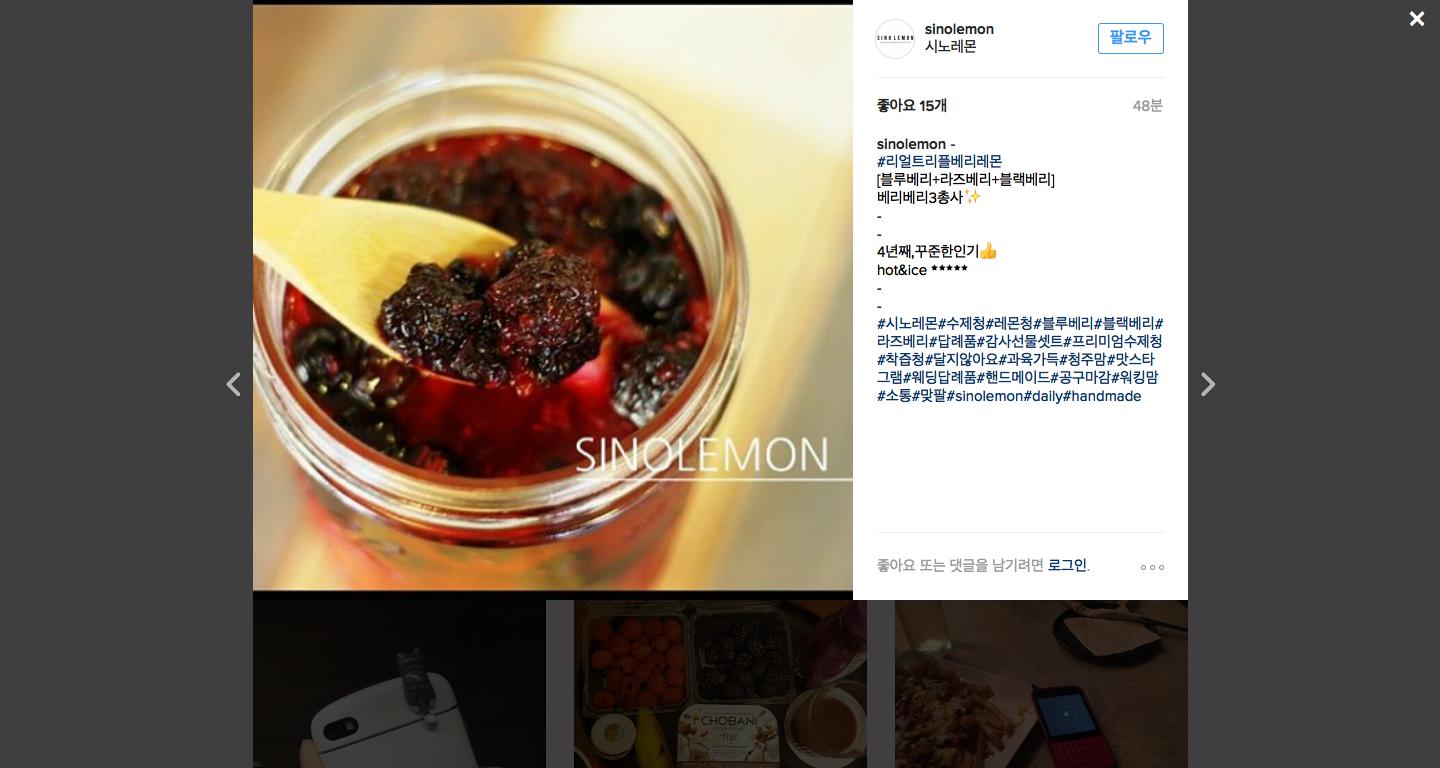 SINOLEMON
SINOLEMON
sinolemon
시노레몬
팔로우
좋아요 15개
48분
sinolemon -
#리얼트리플베리레몬
[블루베리+라즈베리+블랙베리]
베리베리3총사✨
-
-
4년째,꾸준한인기👍
hot&ice *****
-
-
#시노레몬#수제청#레몬청#블루베리#블랙베리#
라즈베리#답례품#감사선물셋트#프리미엄수제청
#착즙청#달지않아요#과육가득#청주맘#맛스타
그램#웨딩답례품#핸드메이드#공구마감#워킹맘
#소통#맞팔#sinolemon#daily#handmade
좋아요 또는 댓글을 남기려면 로그인.
CHOBANI
flip